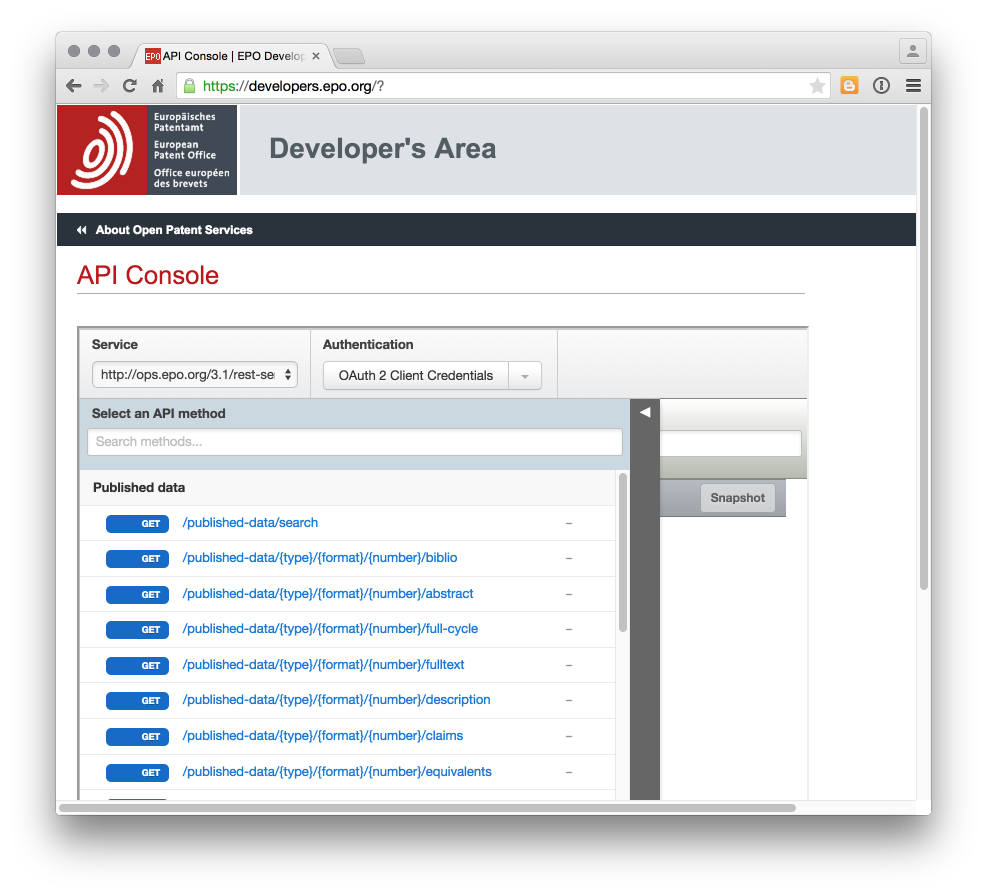 EPO API Console | EPO Develop
https://developers.epo.org/?
Europäisches
Patentamt
European
Patent Office
Office européen
des brevets
Developer's Area
About Open Patent Services
API Console
Service
Authentication
http://ops.epo.org/3.1/rest-se
OAuth 2 Client Credentials
Select an API method
Search methods...
Snapshot
Published data
GET /published-data/search –
GET /published-data/{type}/{format}/{number}/biblio –
GET /published-data/{type}/{format}/{number}/abstract –
GET /published-data/{type}/{format}/{number}/full-cycle –
GET /published-data/{type}/{format}/{number}/fulltext –
GET /published-data/{type}/{format}/{number}/description –
GET /published-data/{type}/{format}/{number}/claims –
GET /published-data/{type}/{format}/{number}/equivalents –